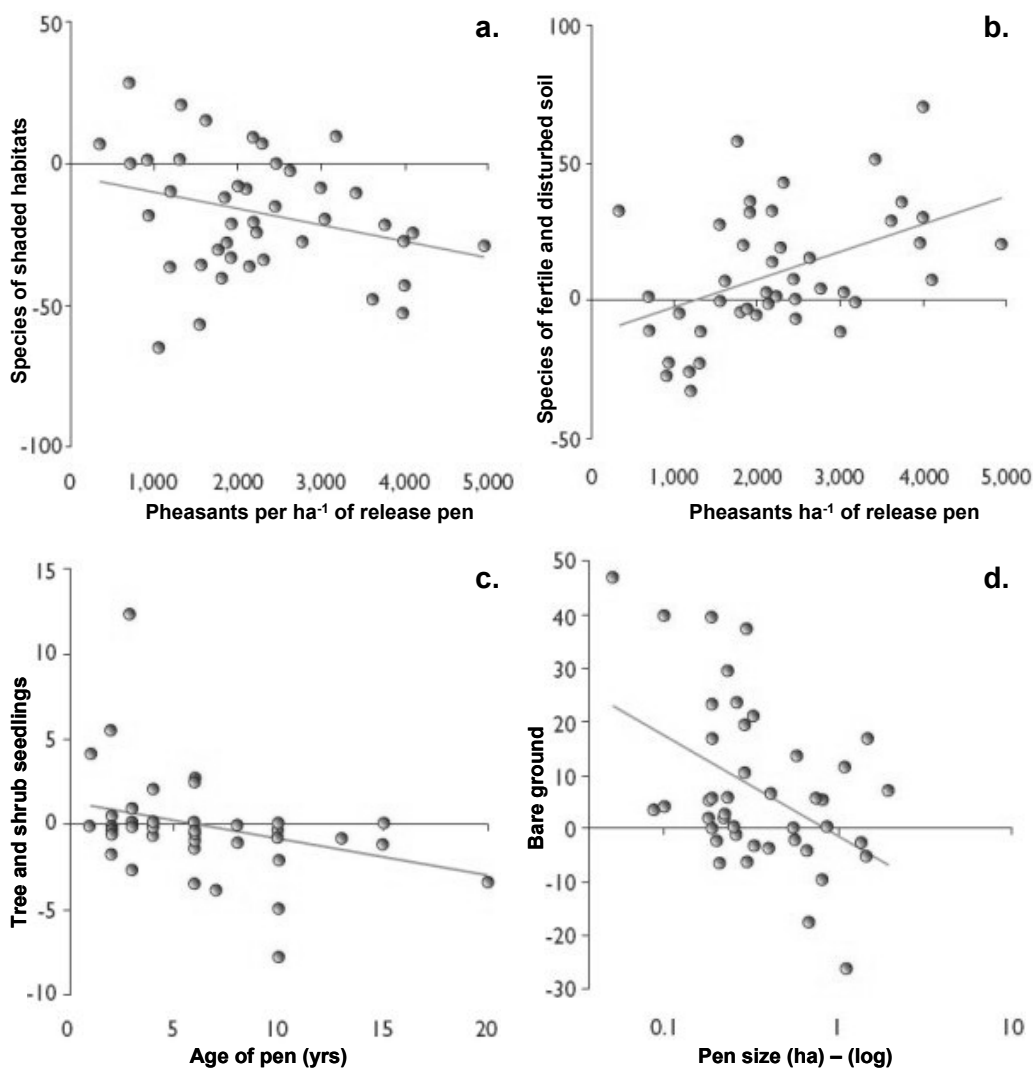 a.
50
0
-50
-100
Species of shaded habitats
0 1,000 2,000 3,000 4,000 5,000
Pheasants per ha⁻¹ of release pen
b.
100
50
0
-50
Species of fertile and disturbed soil
0 1,000 2,000 3,000 4,000 5,000
Pheasants ha⁻¹ of release pen
c.
15
10
5
0
-5
-10
Tree and shrub seedlings
0 5 10 15 20
Age of pen (yrs)
d.
50
40
30
20
10
0
-10
-20
-30
Bare ground
0.1 1 10
Pen size (ha) – (log)